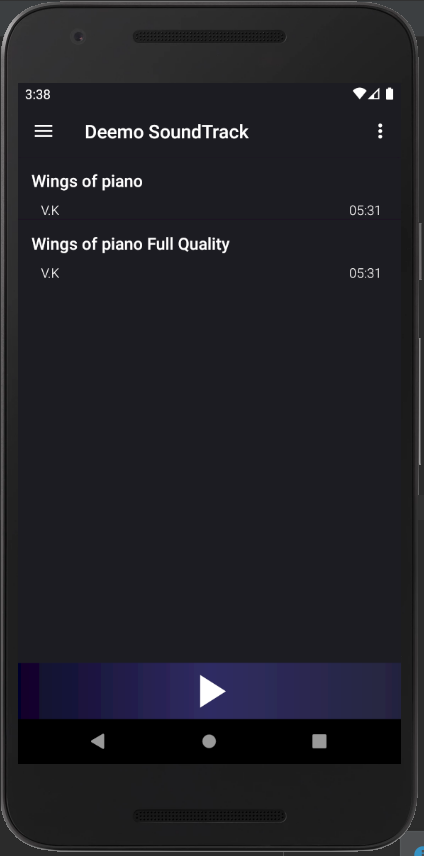 3:38
Deemo SoundTrack
Wings of piano
V.K 05:31
Wings of piano Full Quality
V.K 05:31